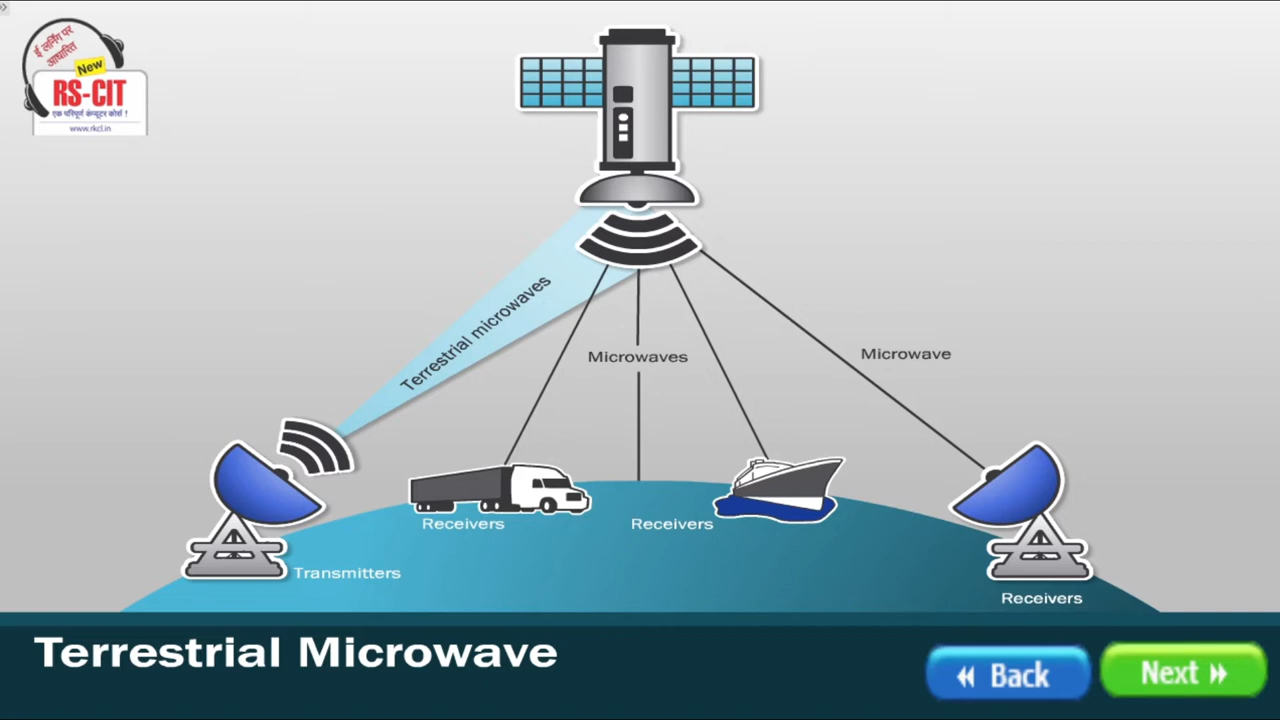 ई लर्निंग पर
आधारित
New
RS-CIT
एक परिपूर्ण कंप्यूटर कोर्स !
www.rkcl.in
Terrestrial microwaves
Microwaves
Microwave
Receivers
Receivers
Transmitters
Receivers
Terrestrial Microwave
Back
Next